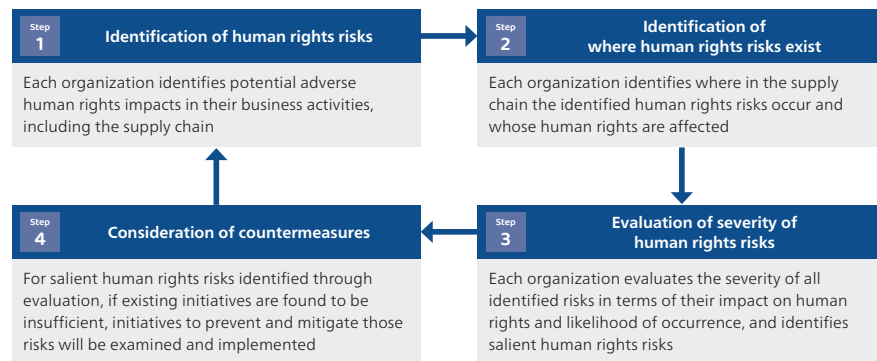 Step
1
Identification of human rights risks
Each organization identifies potential adverse
human rights impacts in their business activities,
including the supply chain
Step
2
Identification of
where human rights risks exist
Each organization identifies where in the supply
chain the identified human rights risks occur and
whose human rights are affected
Step
3
Evaluation of severity of
human rights risks
Each organization evaluates the severity of all
identified risks in terms of their impact on human
rights and likelihood of occurrence, and identifies
salient human rights risks
Step
4
Consideration of countermeasures
For salient human rights risks identified through
evaluation, if existing initiatives are found to be
insufficient, initiatives to prevent and mitigate those
risks will be examined and implemented